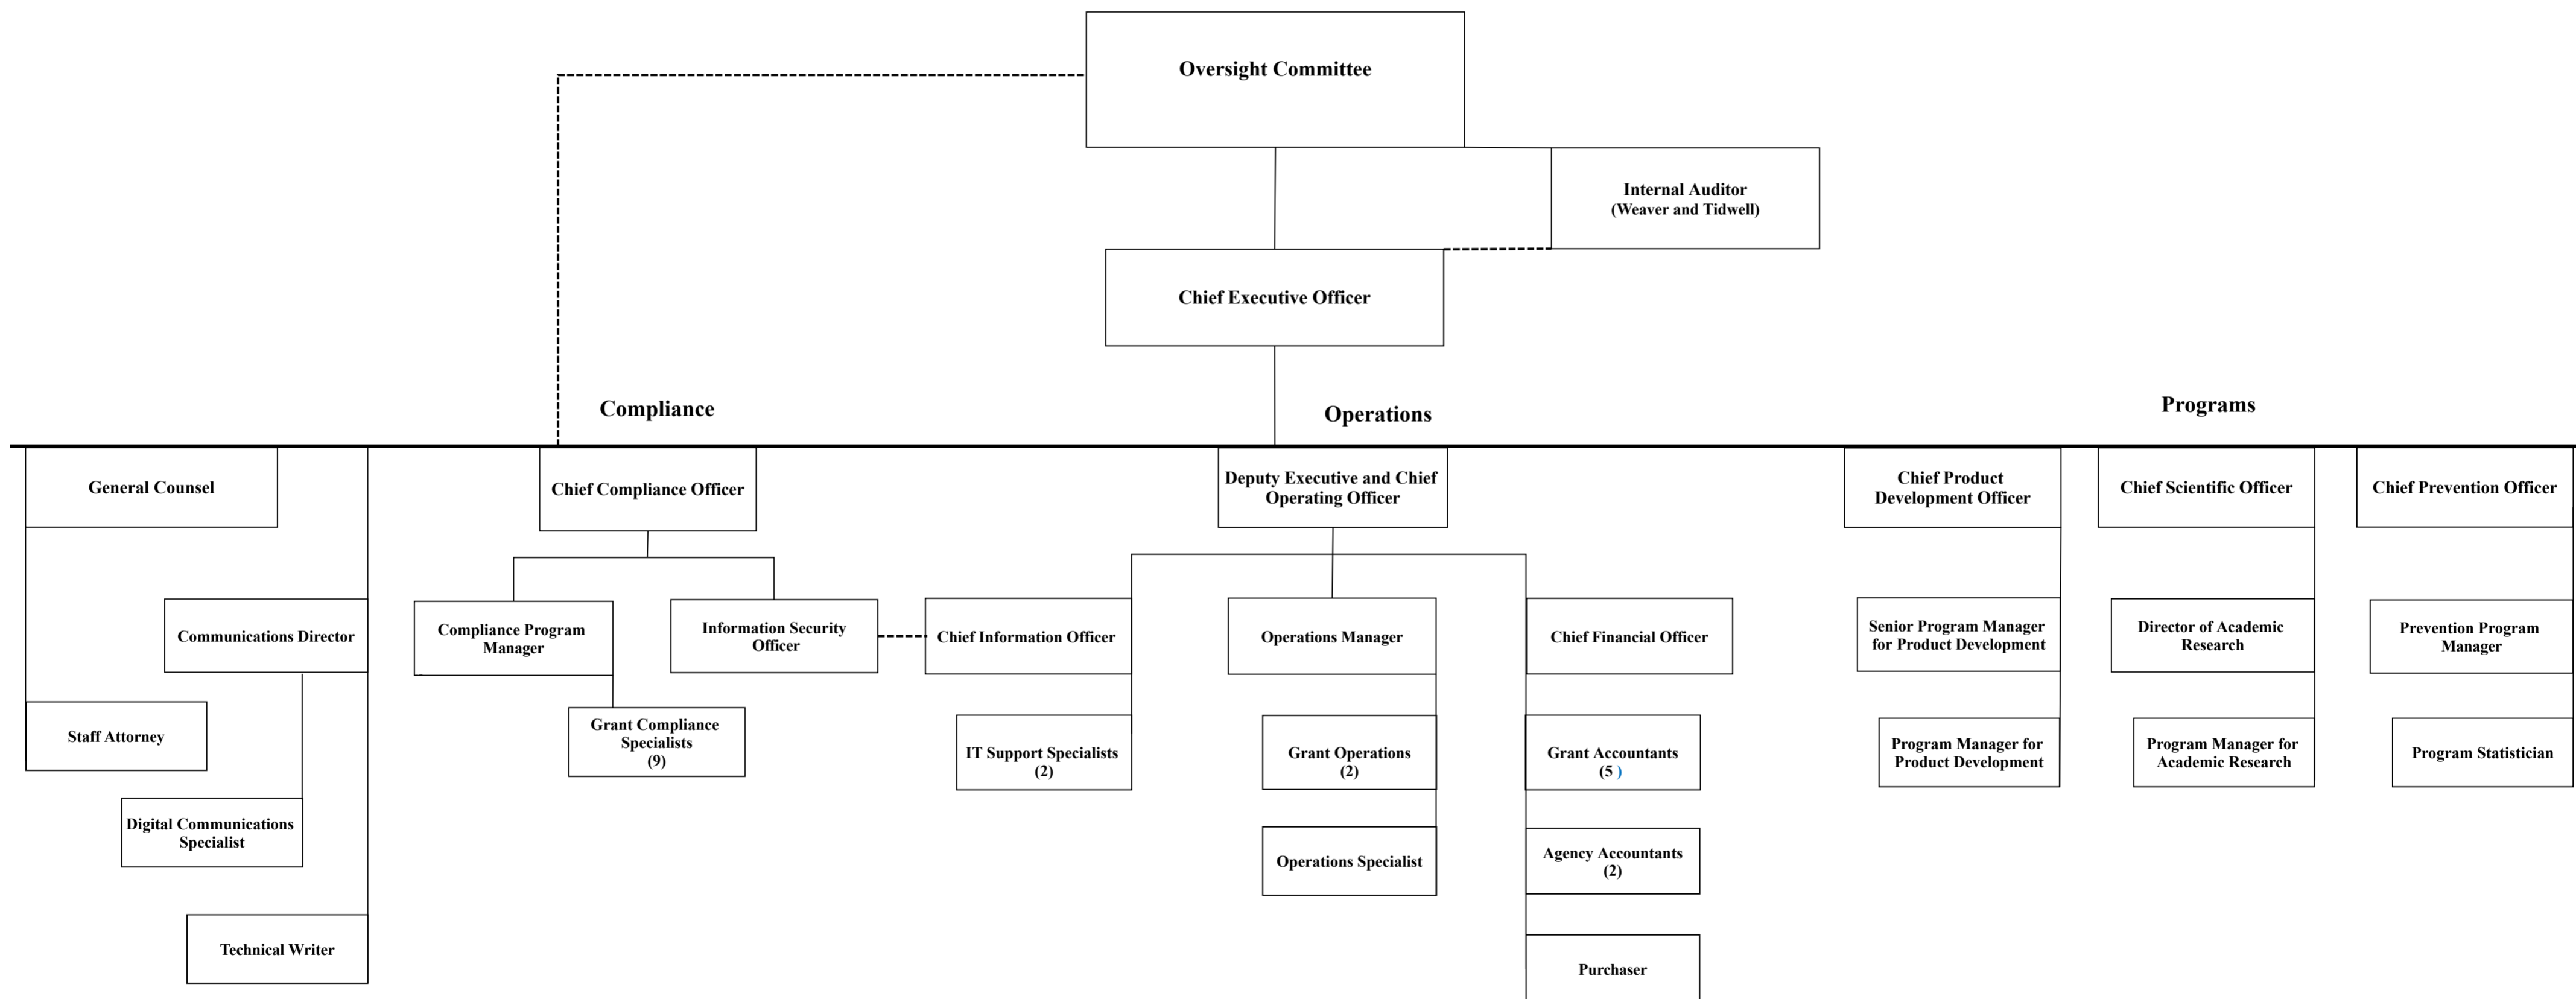 Oversight Committee
Internal Auditor
(Weaver and Tidwell)
Chief Executive Officer
Compliance
Operations
Programs
General Counsel
Chief Compliance Officer
Deputy Executive and Chief
Operating Officer
Chief Product
Development Officer
Chief Scientific Officer
Chief Prevention Officer
Communications Director
Compliance Program
Manager
Information Security
Officer
Chief Information Officer
Operations Manager
Chief Financial Officer
Senior Program Manager
for Product Development
Director of Academic
Research
Prevention Program
Manager
Staff Attorney
Grant Compliance
Specialists
(9)
IT Support Specialists
(2)
Grant Operations
(2)
Grant Accountants
(5 )
Program Manager for
Product Development
Program Manager for
Academic Research
Program Statistician
Digital Communications
Specialist
Operations Specialist
Agency Accountants
(2)
Technical Writer
Purchaser